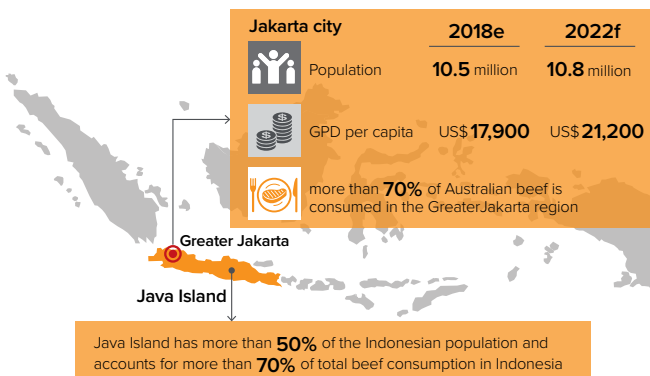 Jakarta city
2018e 2022f
Population 10.5 million 10.8 million
GPD per capita US$ 17,900 US$ 21,200
more than 70% of Australian beef is
consumed in the GreaterJakarta region
Greater Jakarta
Java Island
Java Island has more than 50% of the Indonesian population and
accounts for more than 70% of total beef consumption in Indonesia